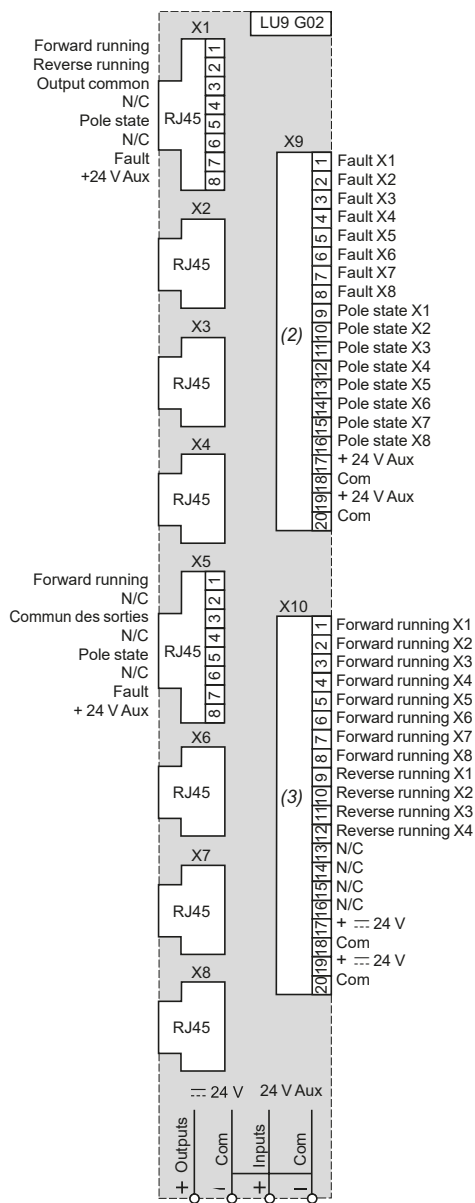 LU9 G02
X1
Forward running 1
Reverse running 2
Output common 3
N/C 4
RJ45
Pole state 5
N/C 6
Fault 7
+24 V Aux 8
X2
RJ45
X3
RJ45
X4
RJ45
X5
Forward running 1
N/C 2
Commun des sorties 3
N/C 4
RJ45
Pole state 5
N/C 6
Fault 7
+ 24 V Aux 8
X6
RJ45
X7
RJ45
X8
RJ45
X9
(2)
1 Fault X1
2 Fault X2
3 Fault X3
4 Fault X4
5 Fault X5
6 Fault X6
7 Fault X7
8 Fault X8
9 Pole state X1
10 Pole state X2
11 Pole state X3
12 Pole state X4
13 Pole state X5
14 Pole state X6
15 Pole state X7
16 Pole state X8
17 + 24 V Aux
18 Com
19 + 24 V Aux
20 Com
X10
(3)
1 Forward running X1
2 Forward running X2
3 Forward running X3
4 Forward running X4
5 Forward running X5
6 Forward running X6
7 Forward running X7
8 Forward running X8
9 Reverse running X1
10 Reverse running X2
11 Reverse running X3
12 Reverse running X4
13 N/C
14 N/C
15 N/C
16 N/C
17 + ⎓ 24 V
18 Com
19 + ⎓ 24 V
20 Com
⎓ 24 V
24 V Aux
+ Outputs
– Com
+ Inputs
– Com